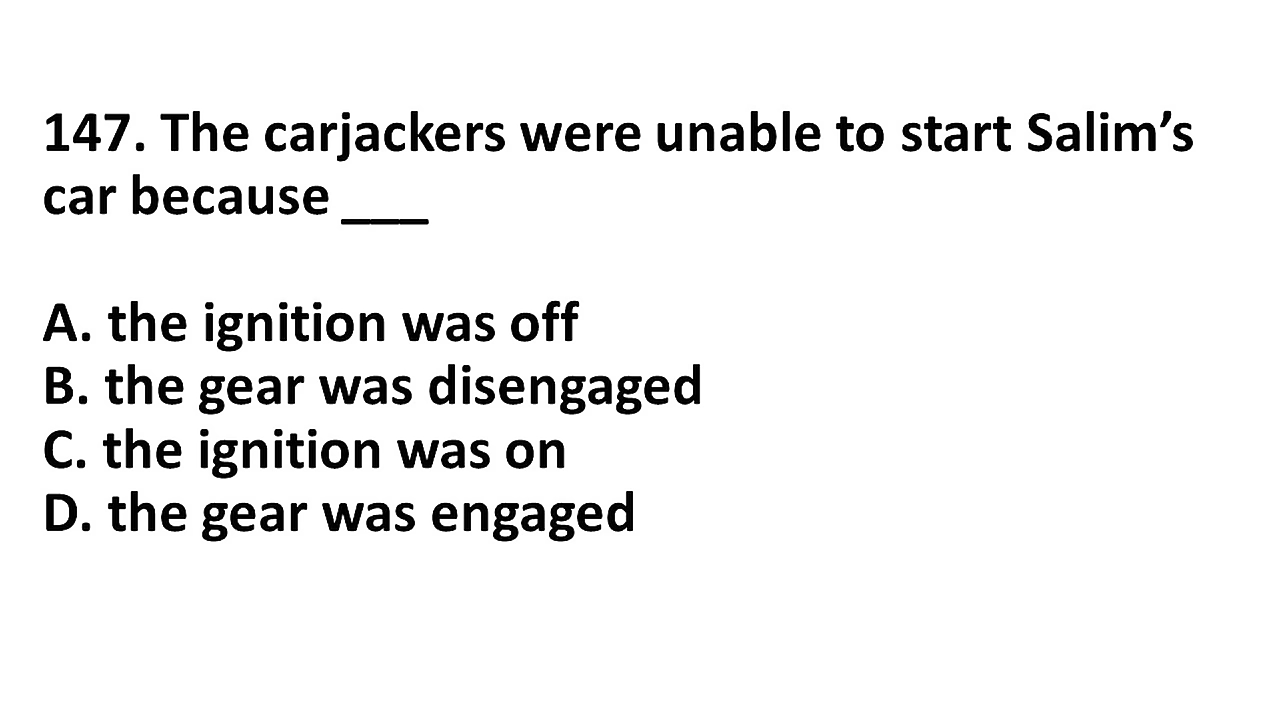 147. The carjackers were unable to start Salim’s
car because ___
A. the ignition was off
B. the gear was disengaged
C. the ignition was on
D. the gear was engaged